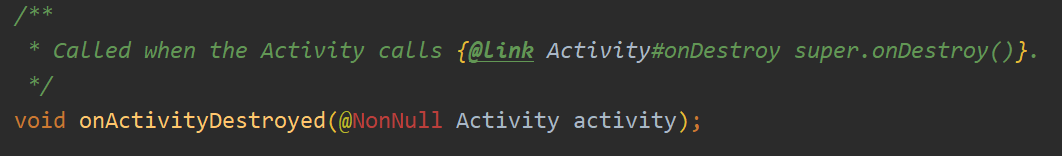 /**
 * Called when the Activity calls {@link Activity#onDestroy super.onDestroy()}.
 */
void onActivityDestroyed(@NonNull Activity activity);